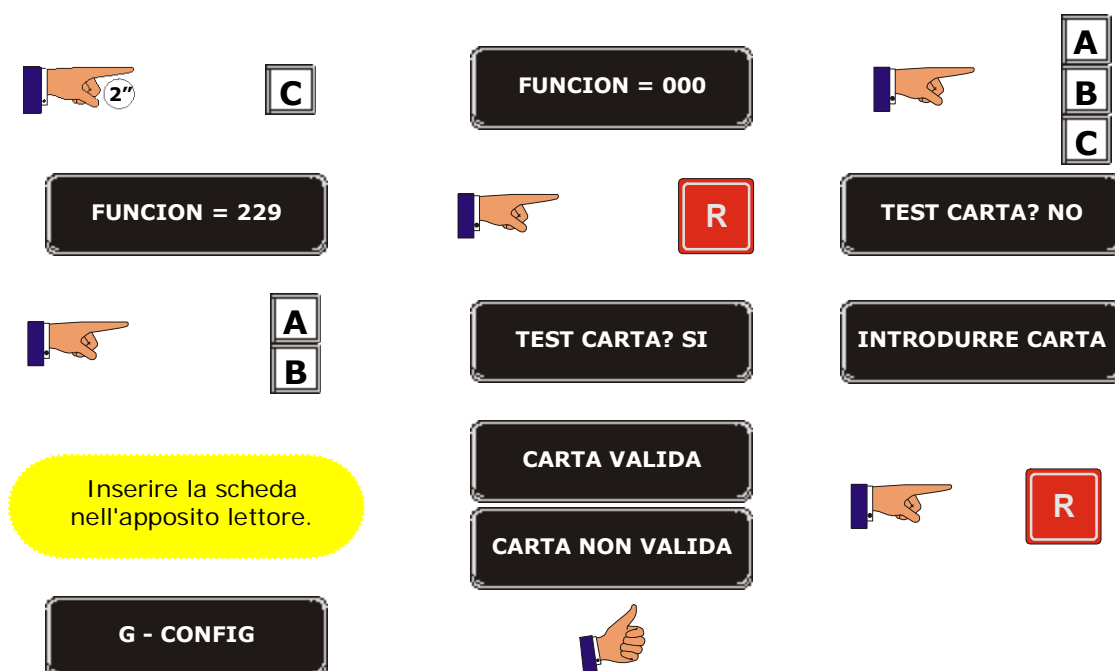 2"
C
FUNCION = 000
A
B
C
FUNCION = 229
R
TEST CARTA? NO
A
B
TEST CARTA? SI
INTRODURRE CARTA
Inserire la scheda
nell'apposito lettore.
CARTA VALIDA
CARTA NON VALIDA
R
G - CONFIG